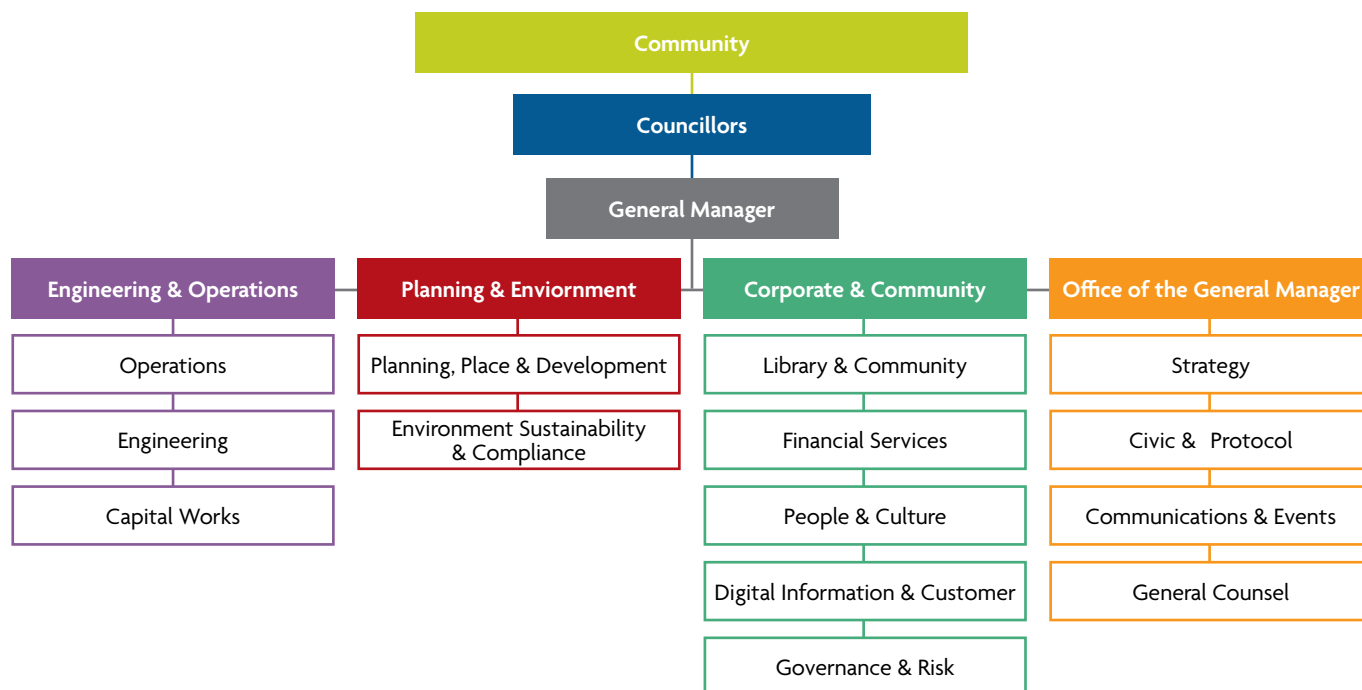 Community
Councillors
General Manager
Engineering & Operations
Operations
Engineering
Capital Works
Planning & Enviornment
Planning, Place & Development
Environment Sustainability
& Compliance
Corporate & Community
Library & Community
Financial Services
People & Culture
Digital Information & Customer
Governance & Risk
Office of the General Manager
Strategy
Civic & Protocol
Communications & Events
General Counsel